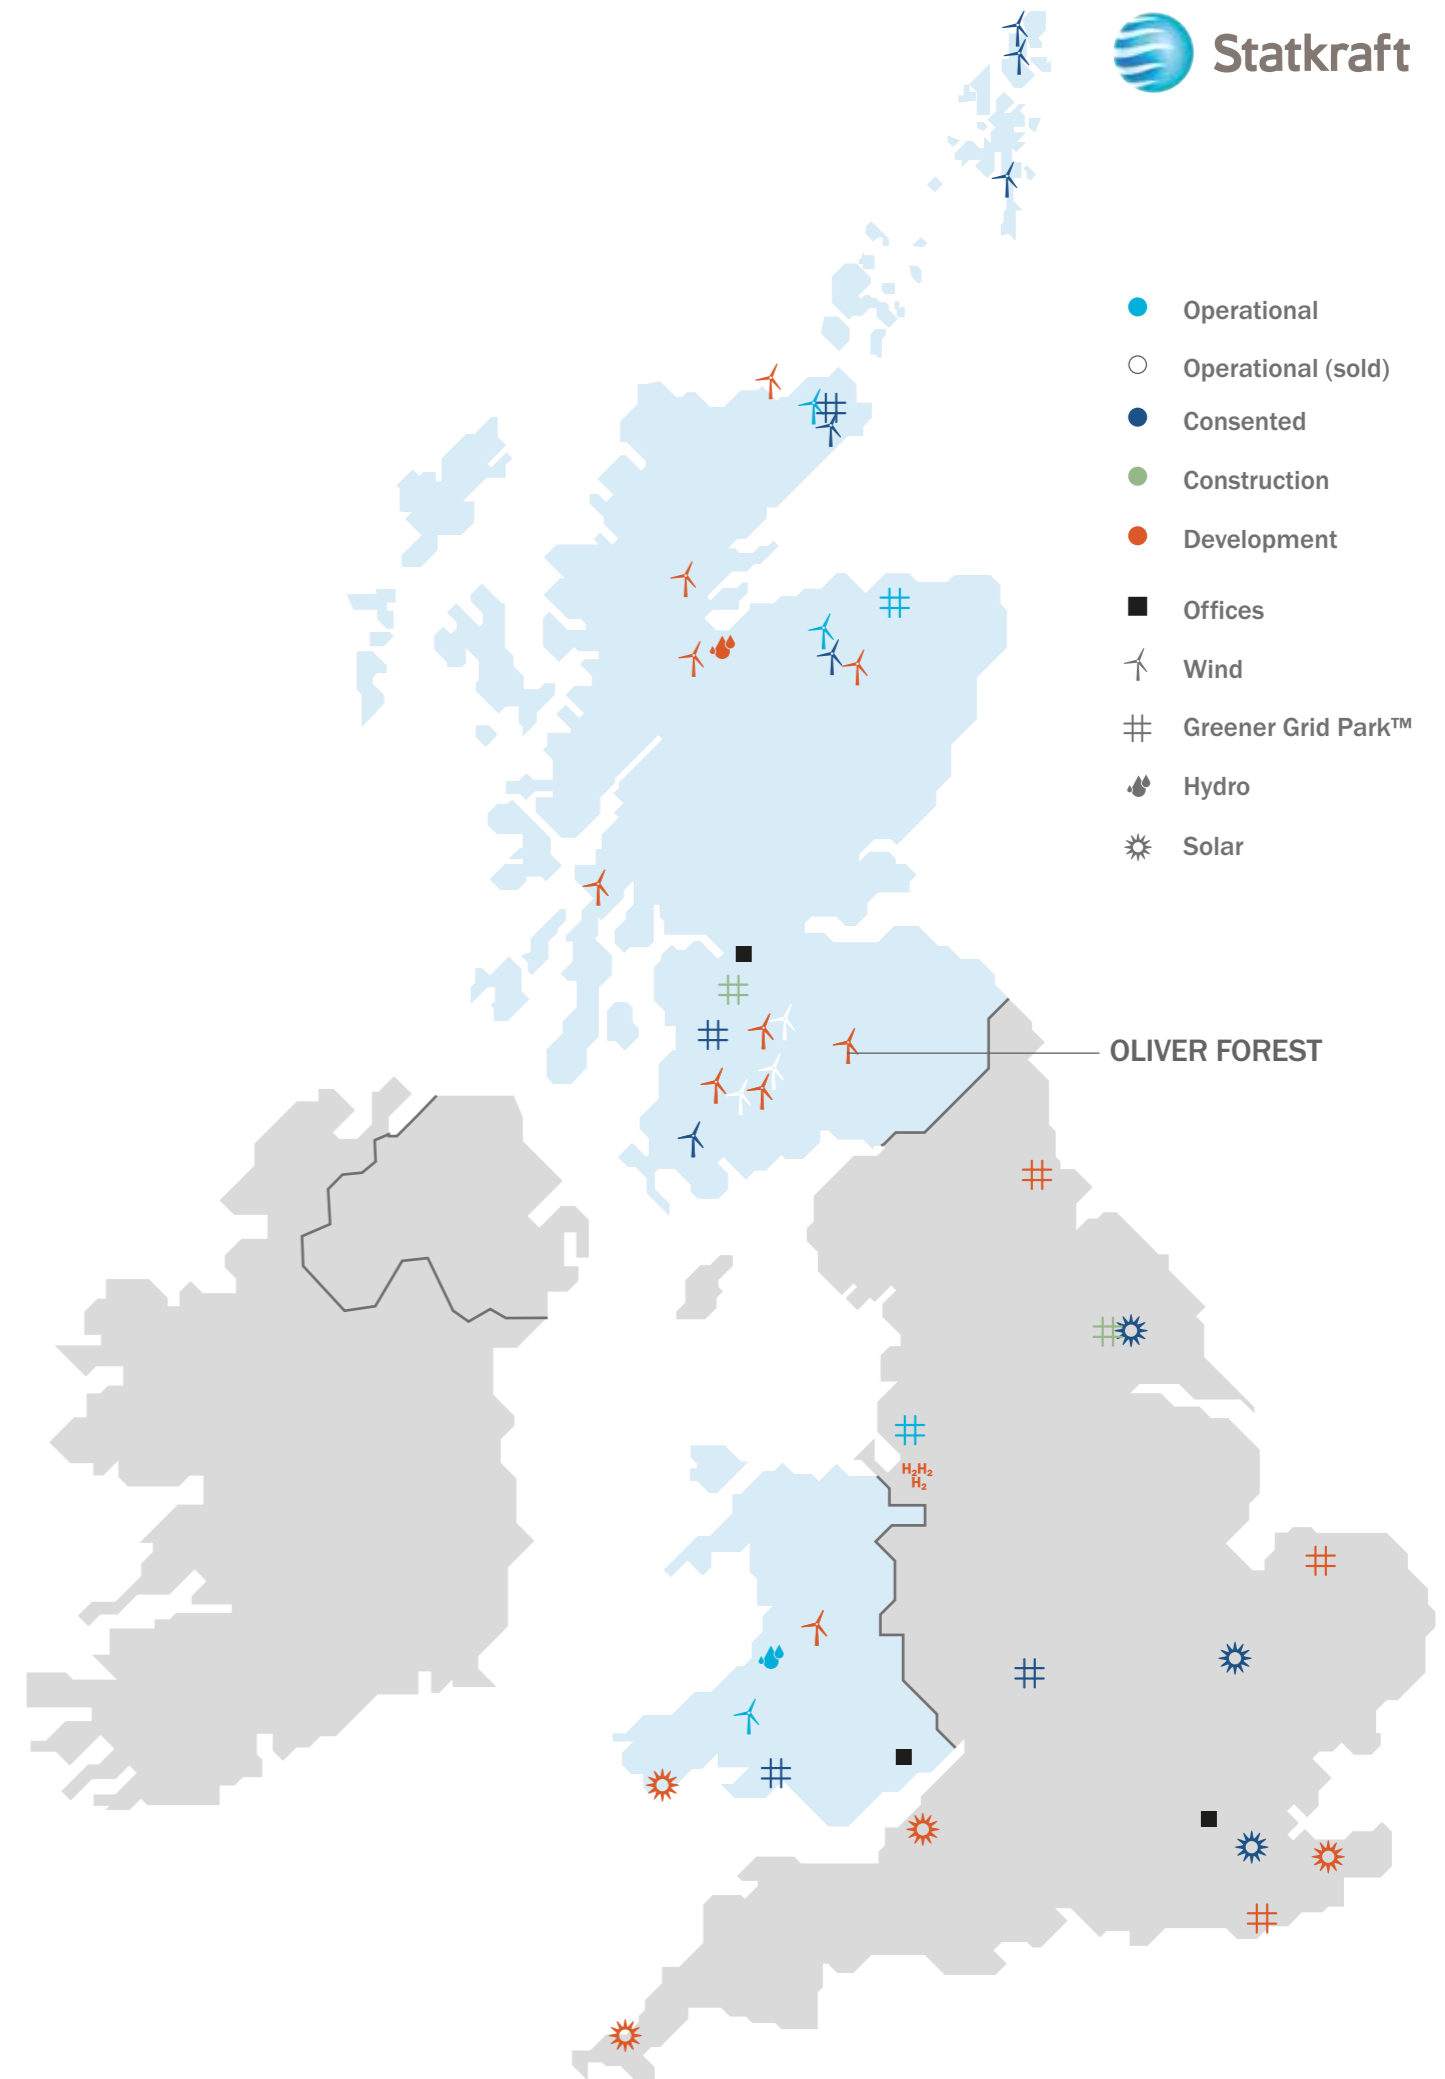 Statkraft
Operational
Operational (sold)
Consented
Construction
Development
Offices
Wind
Greener Grid Park™
Hydro
Solar
OLIVER FOREST
H₂H₂
H₂